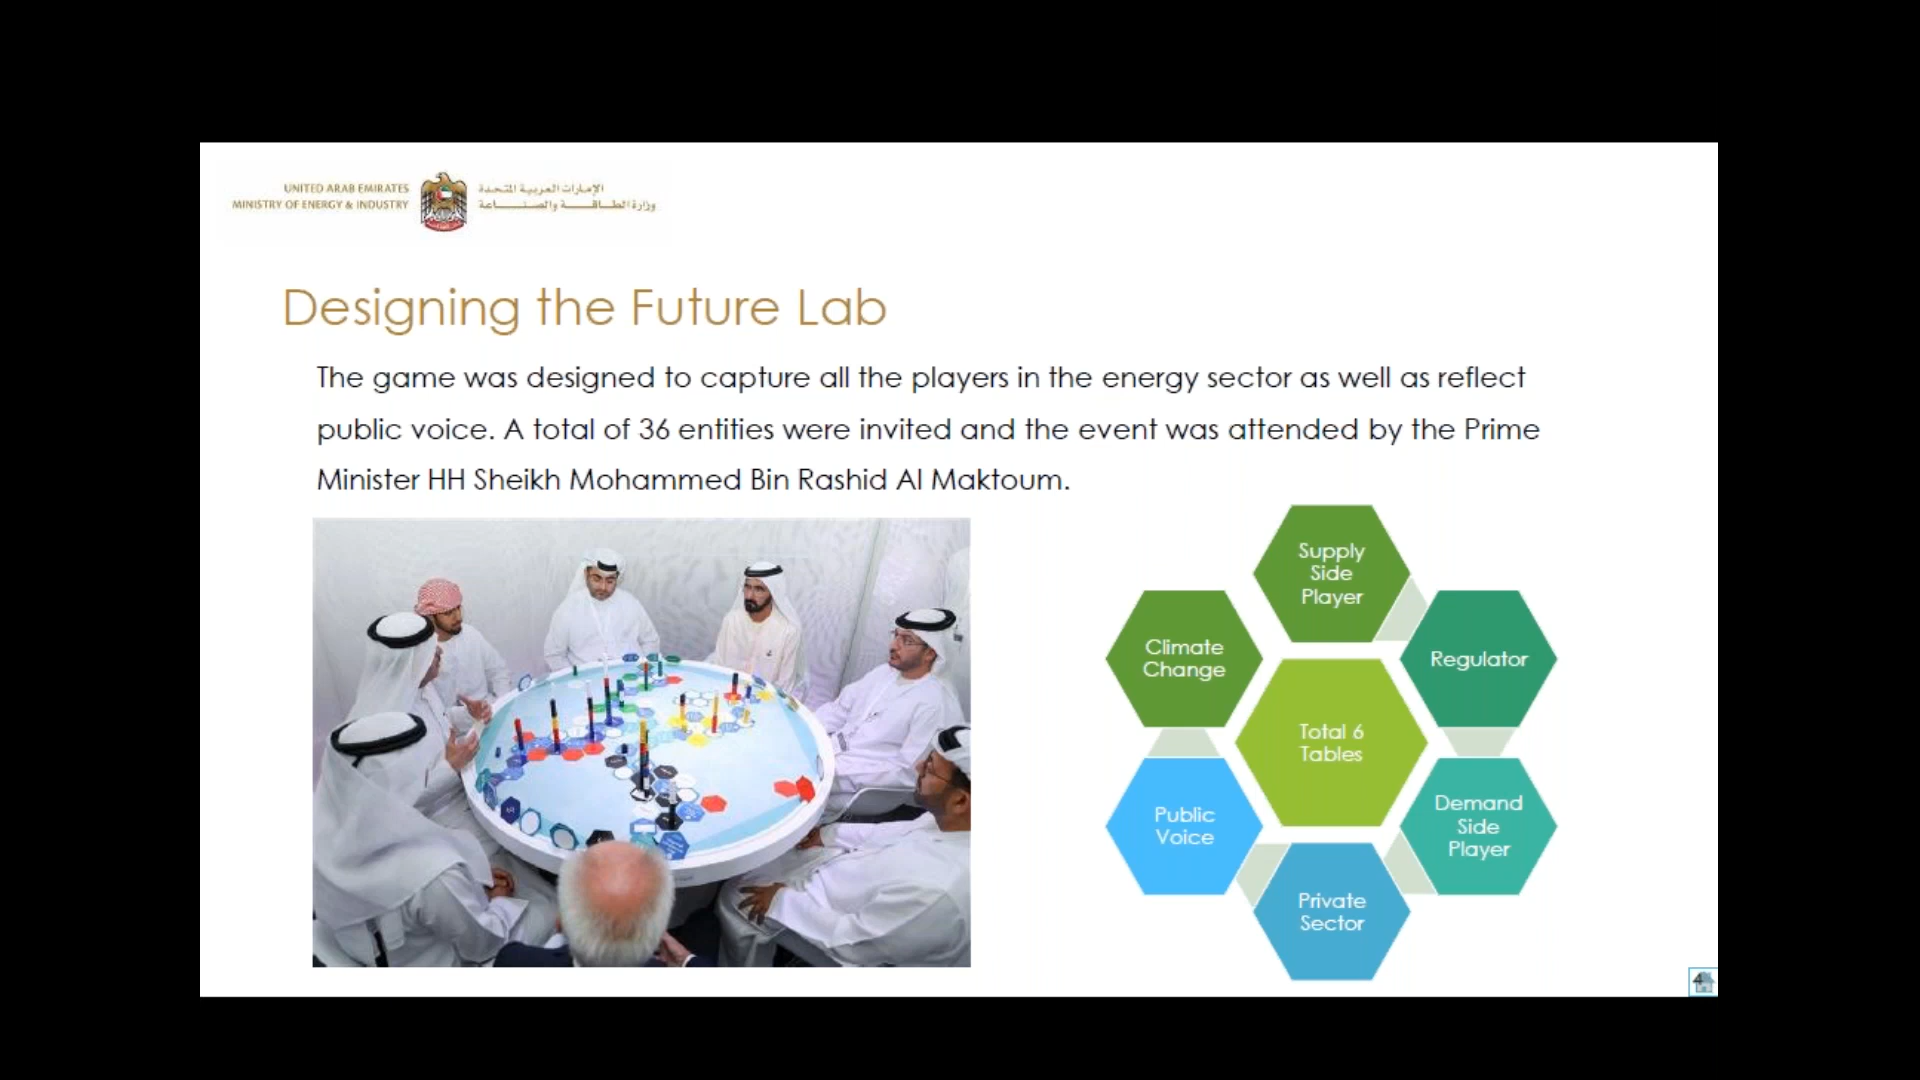 UNITED ARAB EMIRATES
MINISTRY OF ENERGY & INDUSTRY
الإمارات العربية المتحدة
وزارة الطاقة والصناعة
Designing the Future Lab
The game was designed to capture all the players in the energy sector as well as reflect
public voice. A total of 36 entities were invited and the event was attended by the Prime
Minister HH Sheikh Mohammed Bin Rashid Al Maktoum.
Supply
Side
Player
Climate
Change
Regulator
Total 6
Tables
Public
Voice
Demand
Side
Player
Private
Sector
4